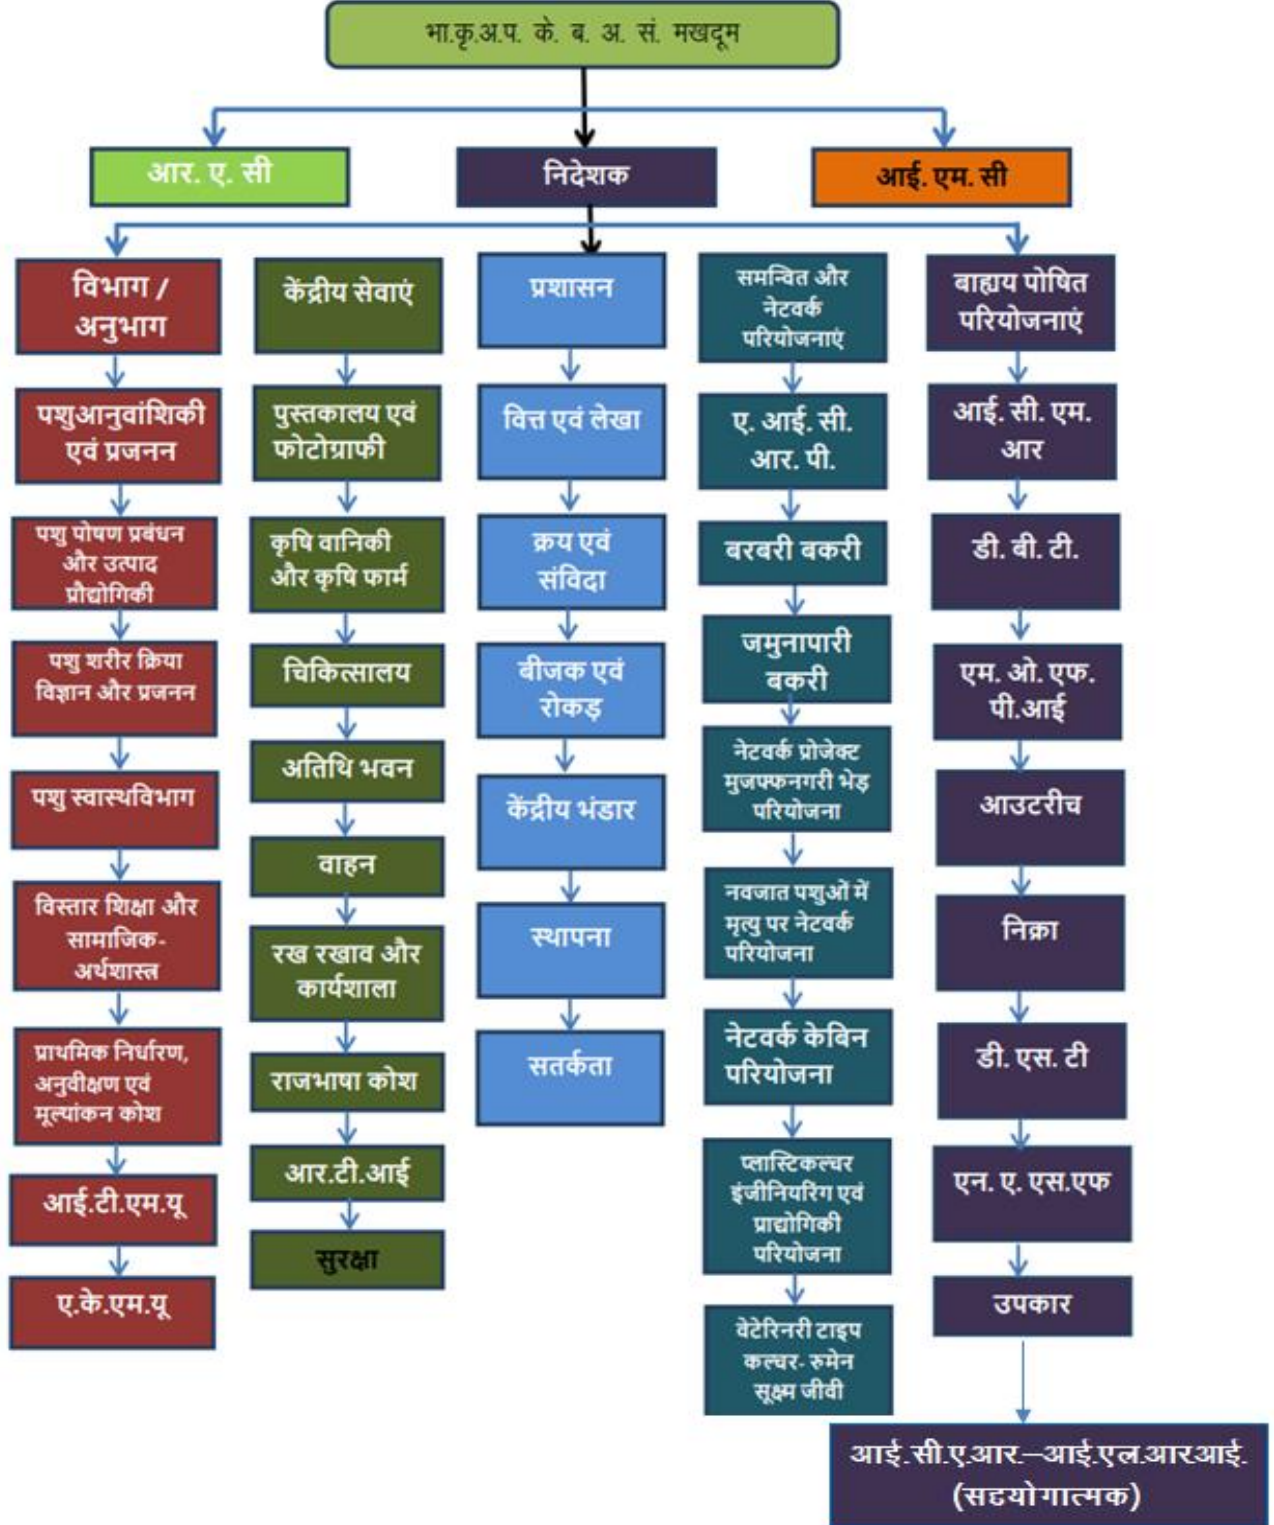 भा.कृ.अ.प. के. ब. अ. सं. मखदूम
आर. ए. सी
निदेशक
आई. एम. सी
विभाग /
अनुभाग
पशुआनुवांशिकी
एवं प्रजनन
पशु पोषण प्रबंधन
और उत्पाद
प्रौद्योगिकी
पशु शरीर क्रिया
विज्ञान और प्रजनन
पशु स्वास्थविभाग
विस्तार शिक्षा और
सामाजिक-
अर्थशास्त्र
प्राथमिक निर्धारण,
अनुवीक्षण एवं
मूल्यांकन कोश
आई.टी.एम.यू
ए.के.एम.यू
केंद्रीय सेवाएं
पुस्तकालय एवं
फोटोग्राफी
कृषि वानिकी
और कृषि फार्म
चिकित्सालय
अतिथि भवन
वाहन
रख रखाव और
कार्यशाला
राजभाषा कोश
आर.टी.आई
सुरक्षा
प्रशासन
वित्त एवं लेखा
क्रय एवं
संविदा
बीजक एवं
रोकड़
केंद्रीय भंडार
स्थापना
सतर्कता
समन्वित और
नेटवर्क
परियोजनाएं
ए. आई. सी.
आर. पी.
बरबरी बकरी
जमुनापारी
बकरी
नेटवर्क प्रोजेक्ट
मुजफ्फनगरी भेड़
परियोजना
नवजात पशुओं में
मृत्यु पर नेटवर्क
परियोजना
नेटवर्क केबिन
परियोजना
प्लास्टिकल्चर
इंजीनियरिंग एवं
प्राद्योगिकी
परियोजना
वेटेरिनरी टाइप
कल्चर- रुमेन
सूक्ष्म जीवी
बाह्यय पोषित
परियोजनाएं
आई. सी. एम.
आर
डी. बी. टी.
एम. ओ. एफ.
पी.आई
आउटरीच
निक्रा
डी. एस. टी
एन. ए. एस.एफ
उपकार
आई.सी.ए.आर.–आई.एल.आरआई.
(सहयोगात्मक)